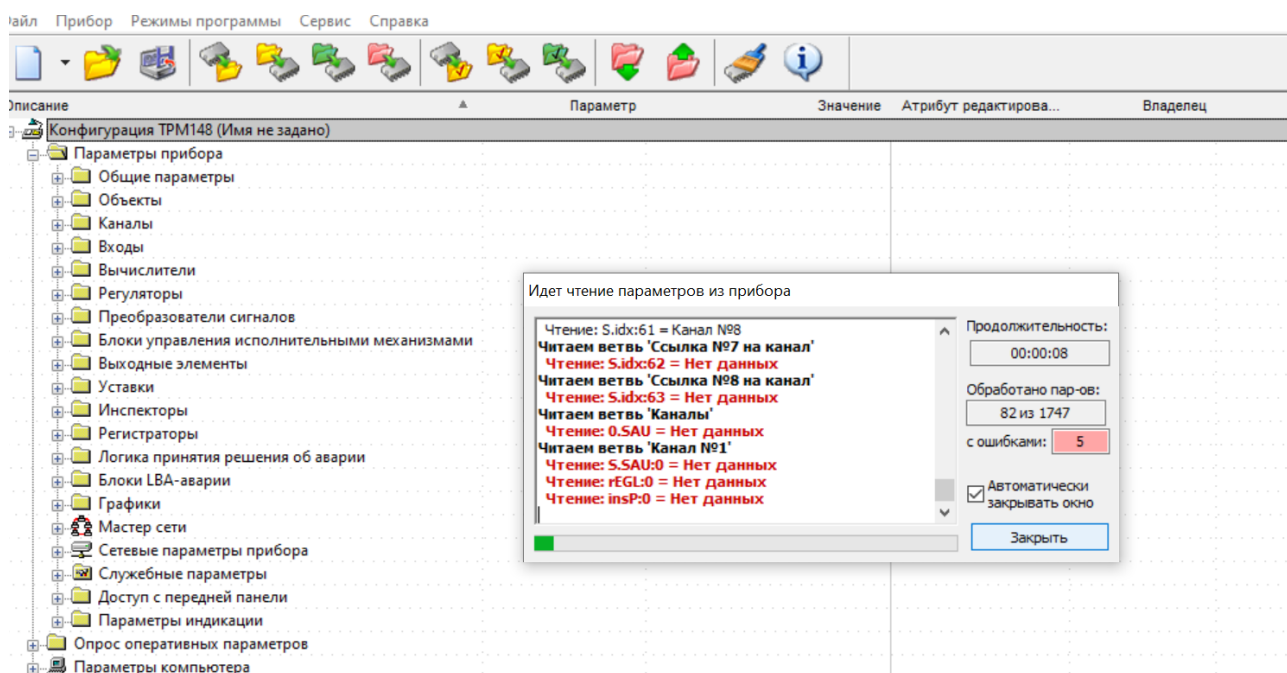 айл Прибор Режимы программы Сервис Справка
Описание Параметр Значение Атрибут редактирова... Владелец
Конфигурация ТРМ148 (Имя не задано)
Параметры прибора
Общие параметры
Объекты
Каналы
Входы
Вычислители
Регуляторы
Преобразователи сигналов
Блоки управления исполнительными механизмами
Выходные элементы
Уставки
Инспекторы
Регистраторы
Логика принятия решения об аварии
Блоки LBA-аварии
Графики
Мастер сети
Сетевые параметры прибора
Служебные параметры
Доступ с передней панели
Параметры индикации
Опрос оперативных параметров
Параметры компьютера
Идет чтение параметров из прибора
Чтение: S.idx:61 = Канал №8
Читаем ветвь 'Ссылка №7 на канал'
Чтение: S.idx:62 = Нет данных
Читаем ветвь 'Ссылка №8 на канал'
Чтение: S.idx:63 = Нет данных
Читаем ветвь 'Каналы'
Чтение: 0.SAU = Нет данных
Читаем ветвь 'Канал №1'
Чтение: S.SAU:0 = Нет данных
Чтение: rEGL:0 = Нет данных
Чтение: insP:0 = Нет данных
Продолжительность:
00:00:08
Обработано пар-ов:
82 из 1747
с ошибками: 5
Автоматически
закрывать окно
Закрыть